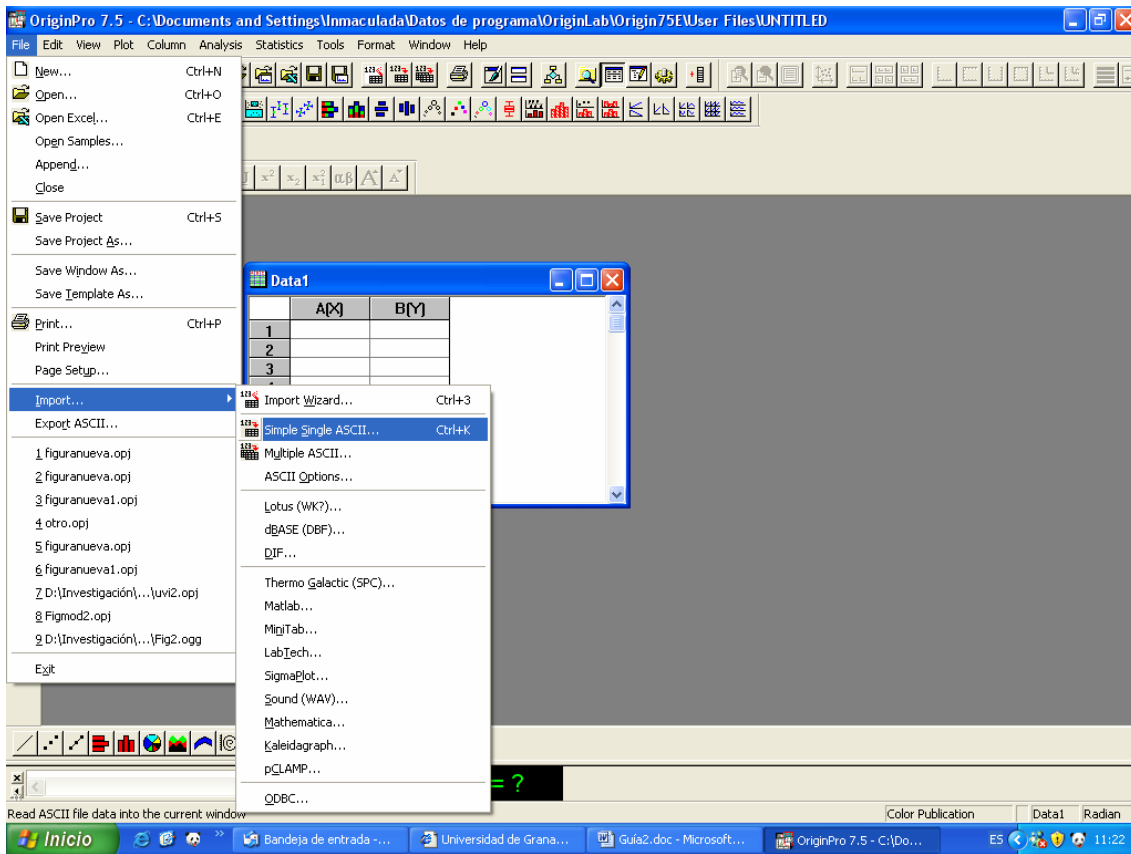 OriginPro 7.5 - C:\Documents and Settings\Inmaculada\Datos de programa\OriginLab\Origin75E\User Files\UNTITLED
File Edit View Plot Column Analysis Statistics Tools Format Window Help
New... Ctrl+N
Open... Ctrl+O
Open Excel... Ctrl+E
Open Samples...
Append...
Close
Save Project Ctrl+S
Save Project As...
Save Window As...
Save Template As...
Print... Ctrl+P
Print Preview
Page Setup...
Import...
Export ASCII...
1 figuranueva.opj
2 figuranueva.opj
3 figuranueva1.opj
4 otro.opj
5 figuranueva.opj
6 figuranueva1.opj
7 D:\Investigación\...\uvi2.opj
8 Figmod2.opj
9 D:\Investigación\...\Fig2.ogg
Exit
x² x₂ x₁² αβ A A
Data1
A(X) B(Y)
1
2
3
Import Wizard... Ctrl+3
Simple Single ASCII... Ctrl+K
Multiple ASCII...
ASCII Options...
Lotus (WK?)...
dBASE (DBF)...
DIF...
Thermo Galactic (SPC)...
Matlab...
MiniTab...
LabTech...
SigmaPlot...
Sound (WAV)...
Mathematica...
Kaleidagraph...
pCLAMP...
ODBC...
= ?
Read ASCII file data into the current window
Color Publication Data1 Radian
Inicio Bandeja de entrada -... Universidad de Grana... Guía2.doc - Microsoft... OriginPro 7.5 - C:\Do... ES 11:22